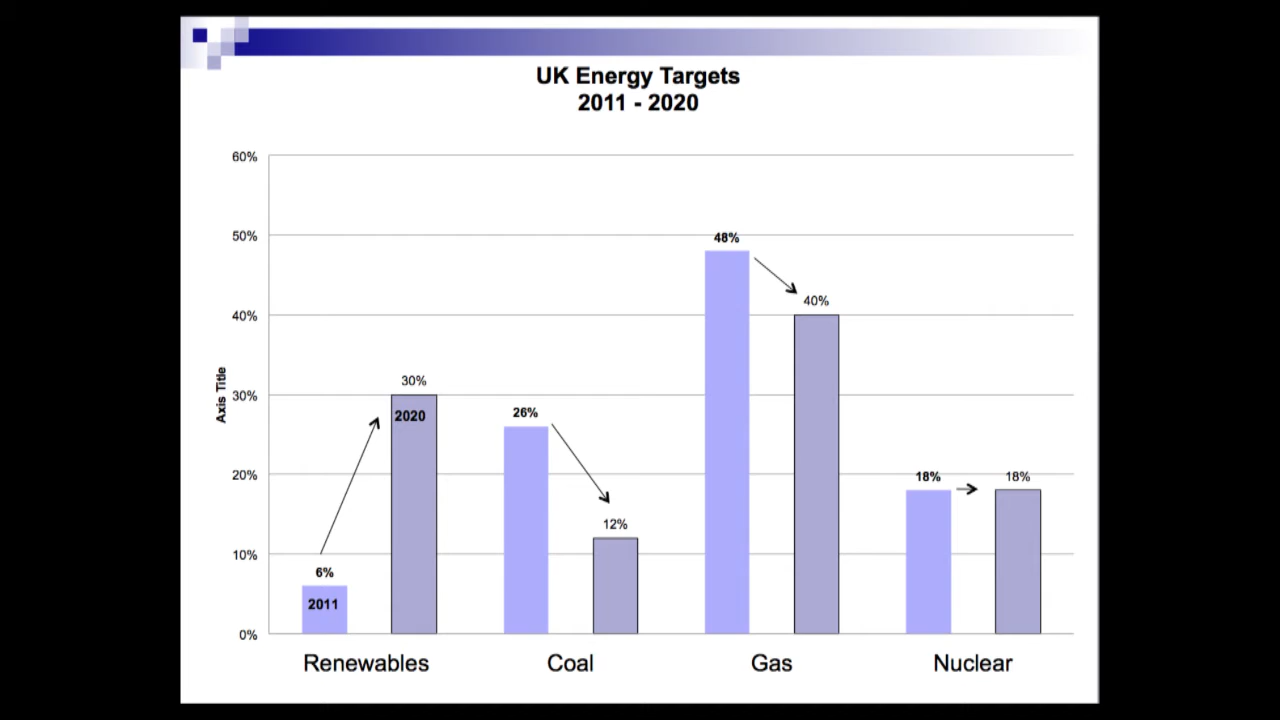 UK Energy Targets
2011 - 2020
60%
50%
40%
30%
20%
10%
0%
Axis Title
6%
2011
30%
2020
26%
12%
48%
40%
18%
18%
Renewables
Coal
Gas
Nuclear